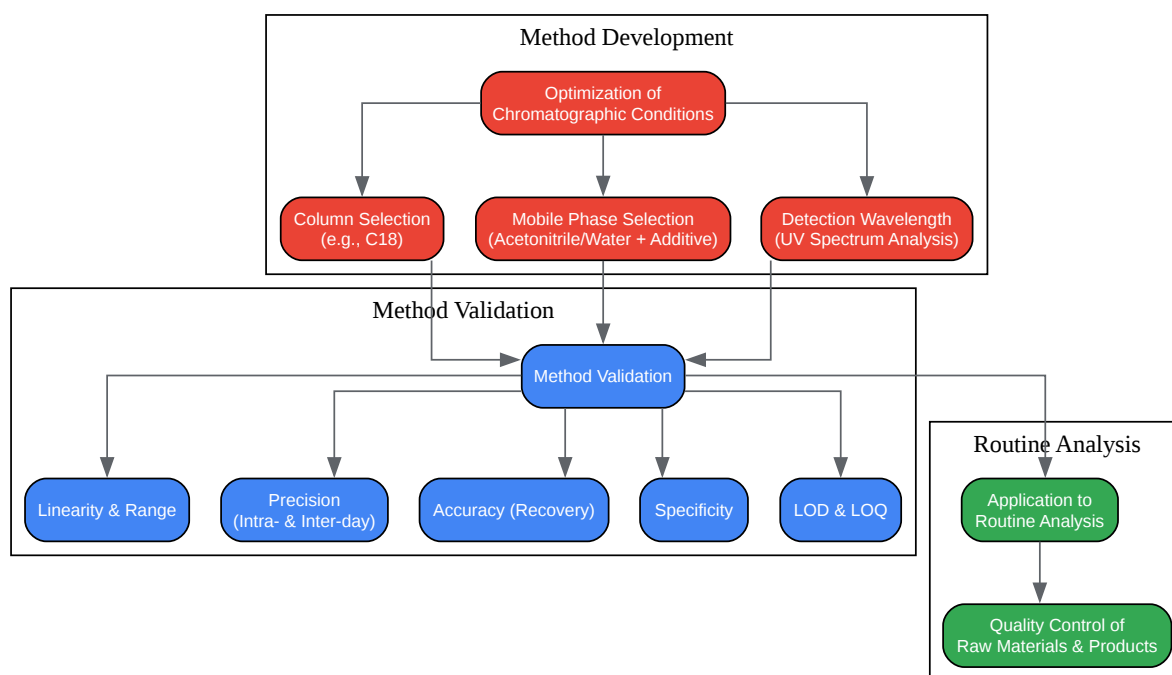 Method Development
Optimization of
Chromatographic Conditions
Column Selection
(e.g., C18)
Mobile Phase Selection
(Acetonitrile/Water + Additive)
Detection Wavelength
(UV Spectrum Analysis)
Method Validation
Method Validation
Linearity & Range
Precision
(Intra- & Inter-day)
Accuracy (Recovery)
Specificity
LOD & LOQ
Routine Analysis
Application to
Routine Analysis
Quality Control of
Raw Materials & Products